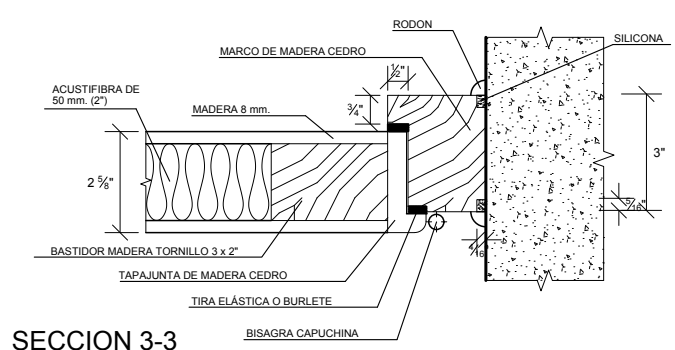 RODON
SILICONA
MARCO DE MADERA CEDRO
1/2"
ACUSTIFIBRA DE
50 mm. (2")
3/4"
MADERA 8 mm.
2 5/8"
3"
5/16"
BASTIDOR MADERA TORNILLO 3 x 2"
4/16"
TAPAJUNTA DE MADERA CEDRO
TIRA ELÁSTICA O BURLETE
BISAGRA CAPUCHINA
SECCION 3-3